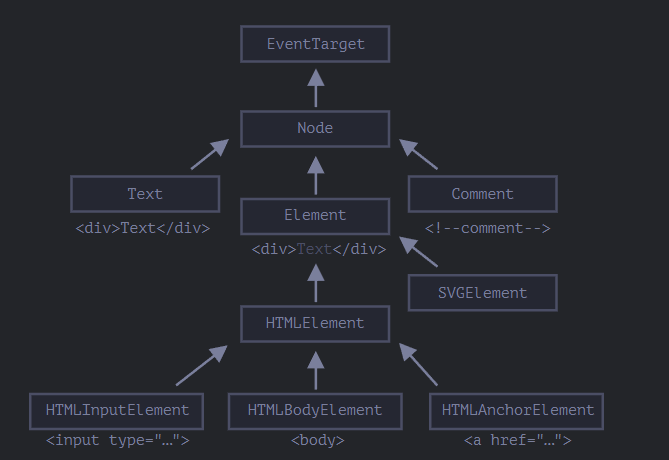 EventTarget
Node
Text
Element
Comment
<div>Text</div>
<div>Text</div>
<!--comment-->
SVGElement
HTMLElement
HTMLInputElement
HTMLBodyElement
HTMLAnchorElement
<input type="…">
<body>
<a href="…">